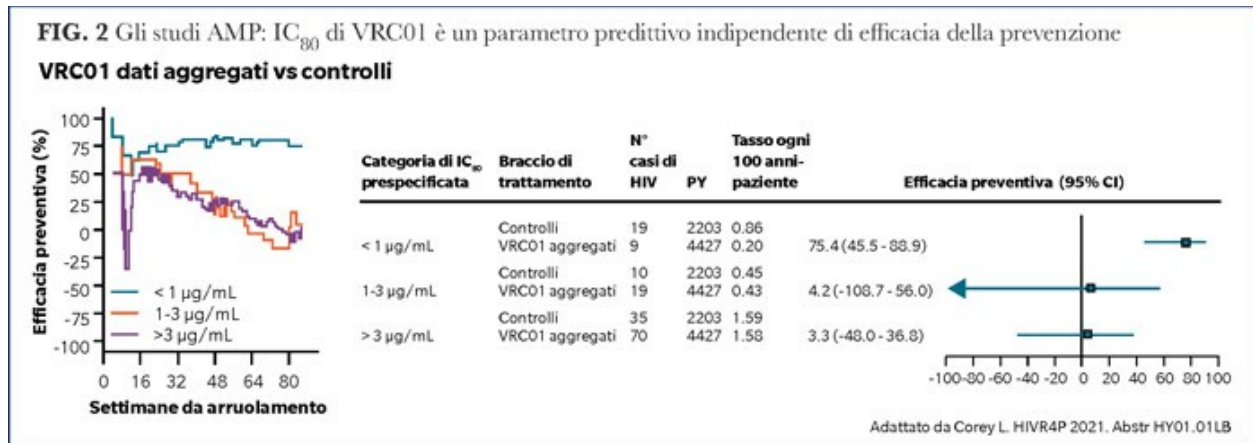 FIG. 2 Gli studi AMP: IC80 di VRC01 è un parametro predittivo indipendente di efficacia della prevenzione
VRC01 dati aggregati vs controlli
Efficacia preventiva (%)
100
75
50
25
0
-25
-50
-75
-100
< 1 µg/mL
1-3 µg/mL
>3 µg/mL
0 16 32 48 64 80
Settimane da arruolamento
Categoria di IC80 prespecificata
Braccio di trattamento
N° casi di HIV
PY
Tasso ogni 100 anni-paziente
Efficacia preventiva (95% CI)
Controlli 19 2203 0.86
< 1 µg/mL VRC01 aggregati 9 4427 0.20 75.4 (45.5 - 88.9)
Controlli 10 2203 0.45
1-3 µg/mL VRC01 aggregati 19 4427 0.43 4.2 (-108.7 - 56.0)
Controlli 35 2203 1.59
> 3 µg/mL VRC01 aggregati 70 4427 1.58 3.3 (-48.0 - 36.8)
-100 -80 -60 -40 -20 0 20 40 60 80 100
Adattato da Corey L. HIVR4P 2021. Abstr HY01.01LB